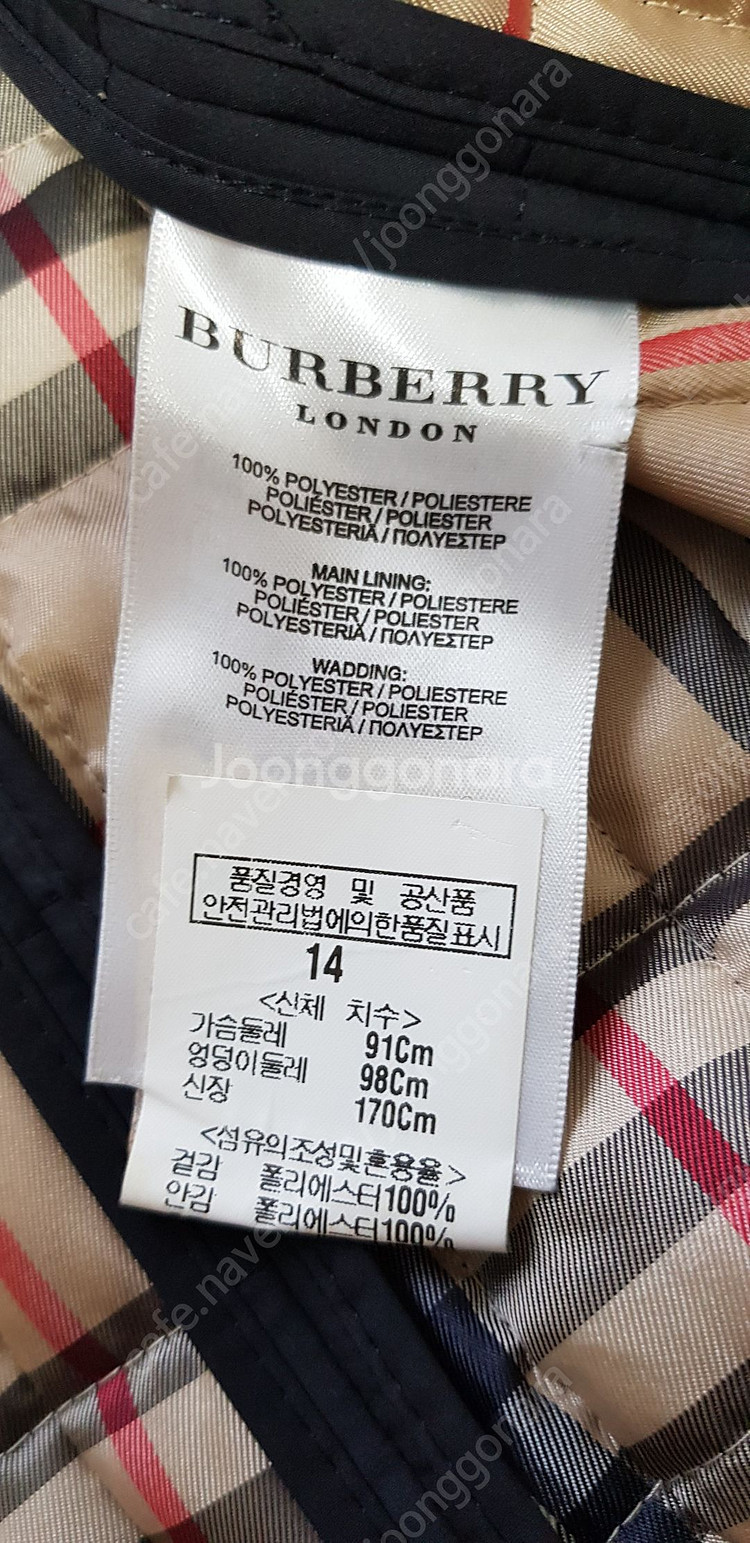 BURBERRY
LONDON
100% POLYESTER / POLIESTERE
POLIÉSTER / POLIESTER
POLYESTERIÄ / ΠΟΛΥΕΣΤΕΡ
MAIN LINING:
100% POLYESTER / POLIESTERE
POLIÉSTER / POLIESTER
POLYESTERIÄ / ΠΟΛΥΕΣΤΕΡ
WADDING:
100% POLYESTER / POLIESTERE
POLIÉSTER / POLIESTER
POLYESTERIÄ / ΠΟΛΥΕΣΤΕΡ
Joonggonara
품질경영 및 공산품
안전관리법에의한품질표시
14
<신체 치수>
가슴둘레 91Cm
엉덩이둘레 98Cm
신장 170Cm
<섬유의조성및혼용율>
겉감 폴리에스터100%
안감 폴리에스터100%